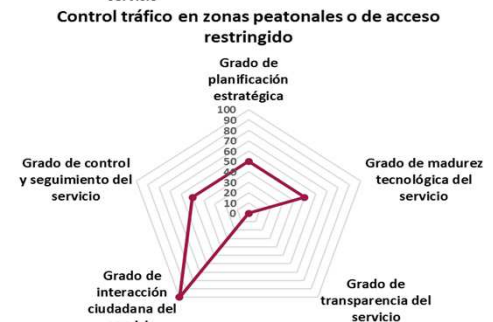 servicio
Control tráfico en zonas peatonales o de acceso
restringido
Grado de
planificación
estratégica
100
90
80
70
60
50
40
30
20
10
0
Grado de madurez
tecnológica del
servicio
Grado de
transparencia del
servicio
Grado de
interacción
ciudadana del
Grado de control
y seguimiento del
servicio